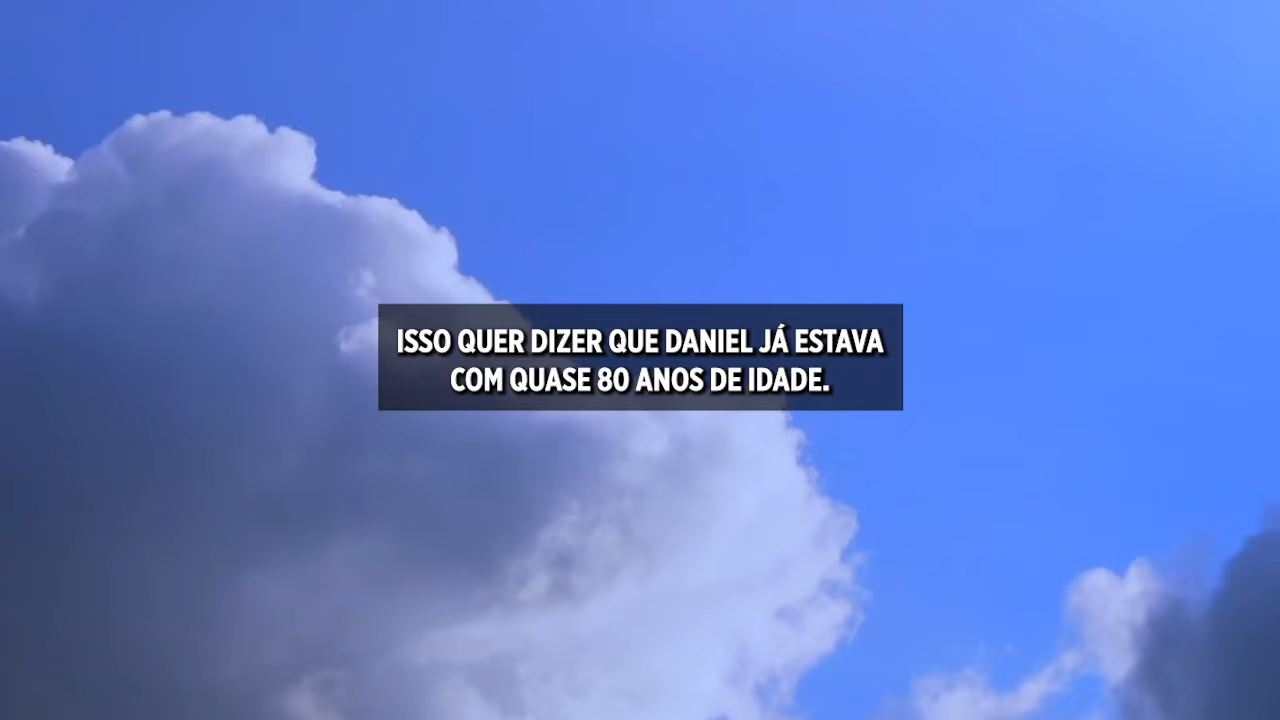 ISSO QUER DIZER QUE DANIEL JÁ ESTAVA
COM QUASE 80 ANOS DE IDADE.